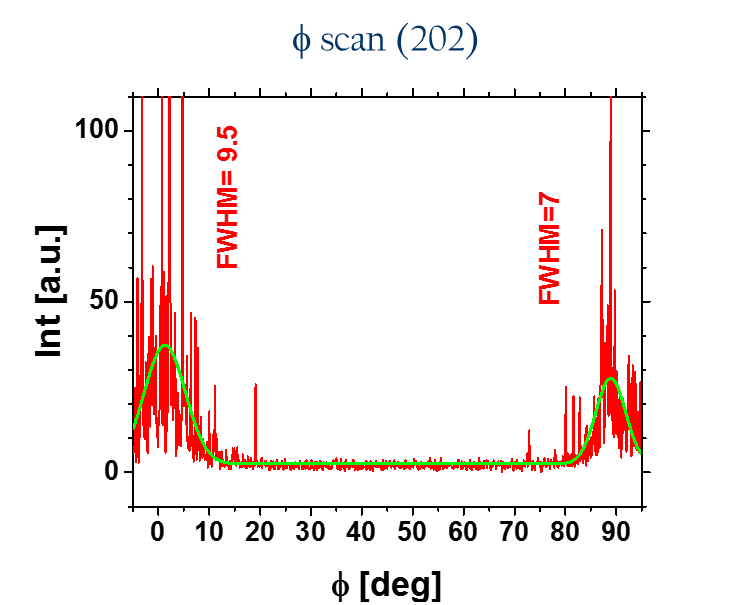 ϕ scan (202)
100
50
0
Int [a.u.]
FWHM= 9.5
FWHM=7
0 10 20 30 40 50 60 70 80 90
ϕ [deg]